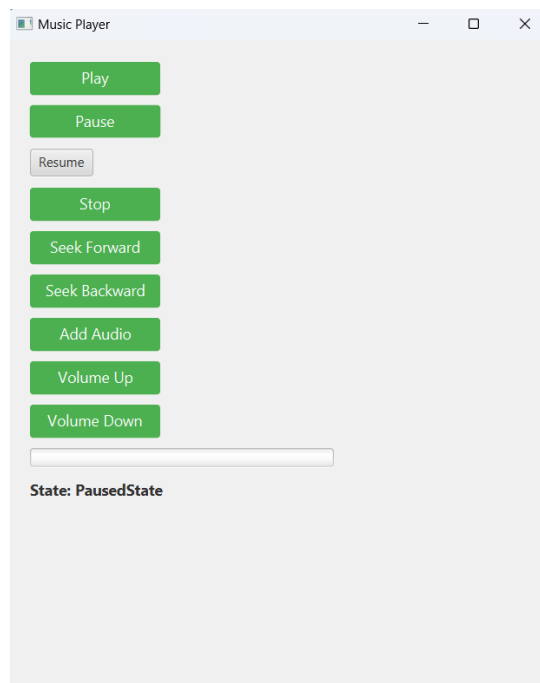 Music Player
Play
Pause
Resume
Stop
Seek Forward
Seek Backward
Add Audio
Volume Up
Volume Down
State: PausedState